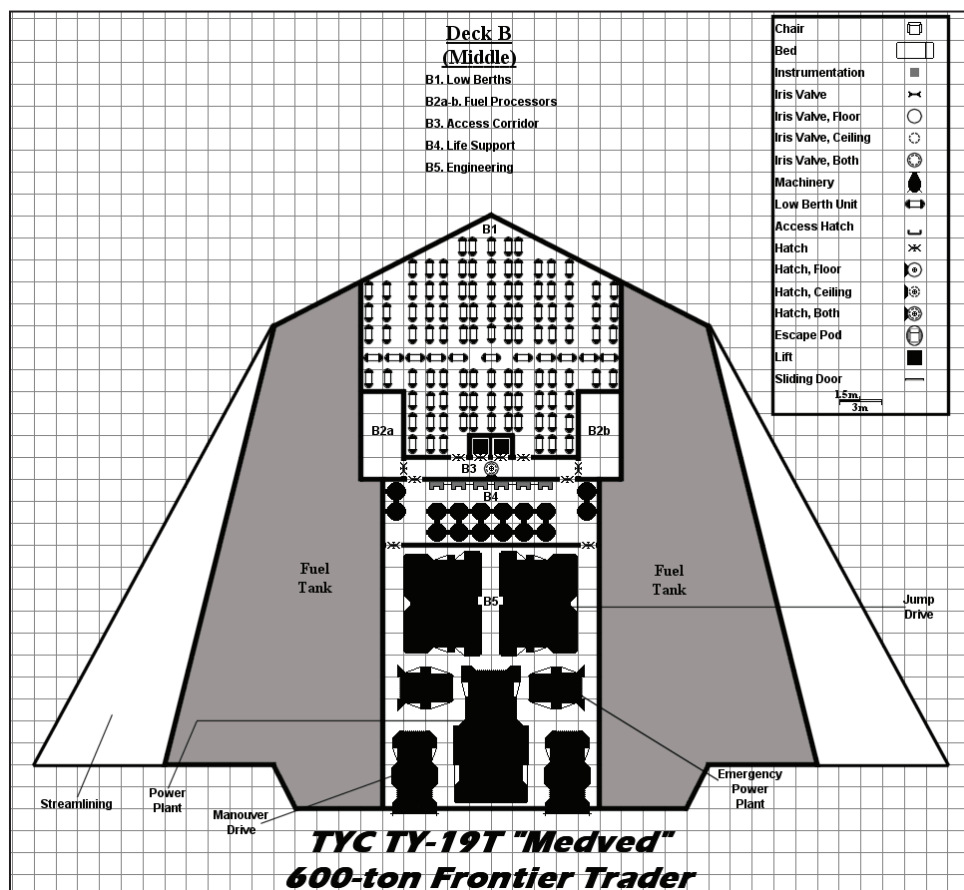 Deck B
(Middle)
B1. Low Berths
B2a-b. Fuel Processors
B3. Access Corridor
B4. Life Support
B5. Engineering
Chair
Bed
Instrumentation
Iris Valve
Iris Valve, Floor
Iris Valve, Ceiling
Iris Valve, Both
Machinery
Low Berth Unit
Access Hatch
Hatch
Hatch, Floor
Hatch, Ceiling
Hatch, Both
Escape Pod
Lift
Sliding Door
1.5m.
3m
B1
B2a
B2b
B3
B4
Fuel
Tank
B5
Fuel
Tank
Jump
Drive
Streamlining
Power
Plant
Manouver
Drive
Emergency
Power
Plant
TYC TY-19T "Medved"
600-ton Frontier Trader